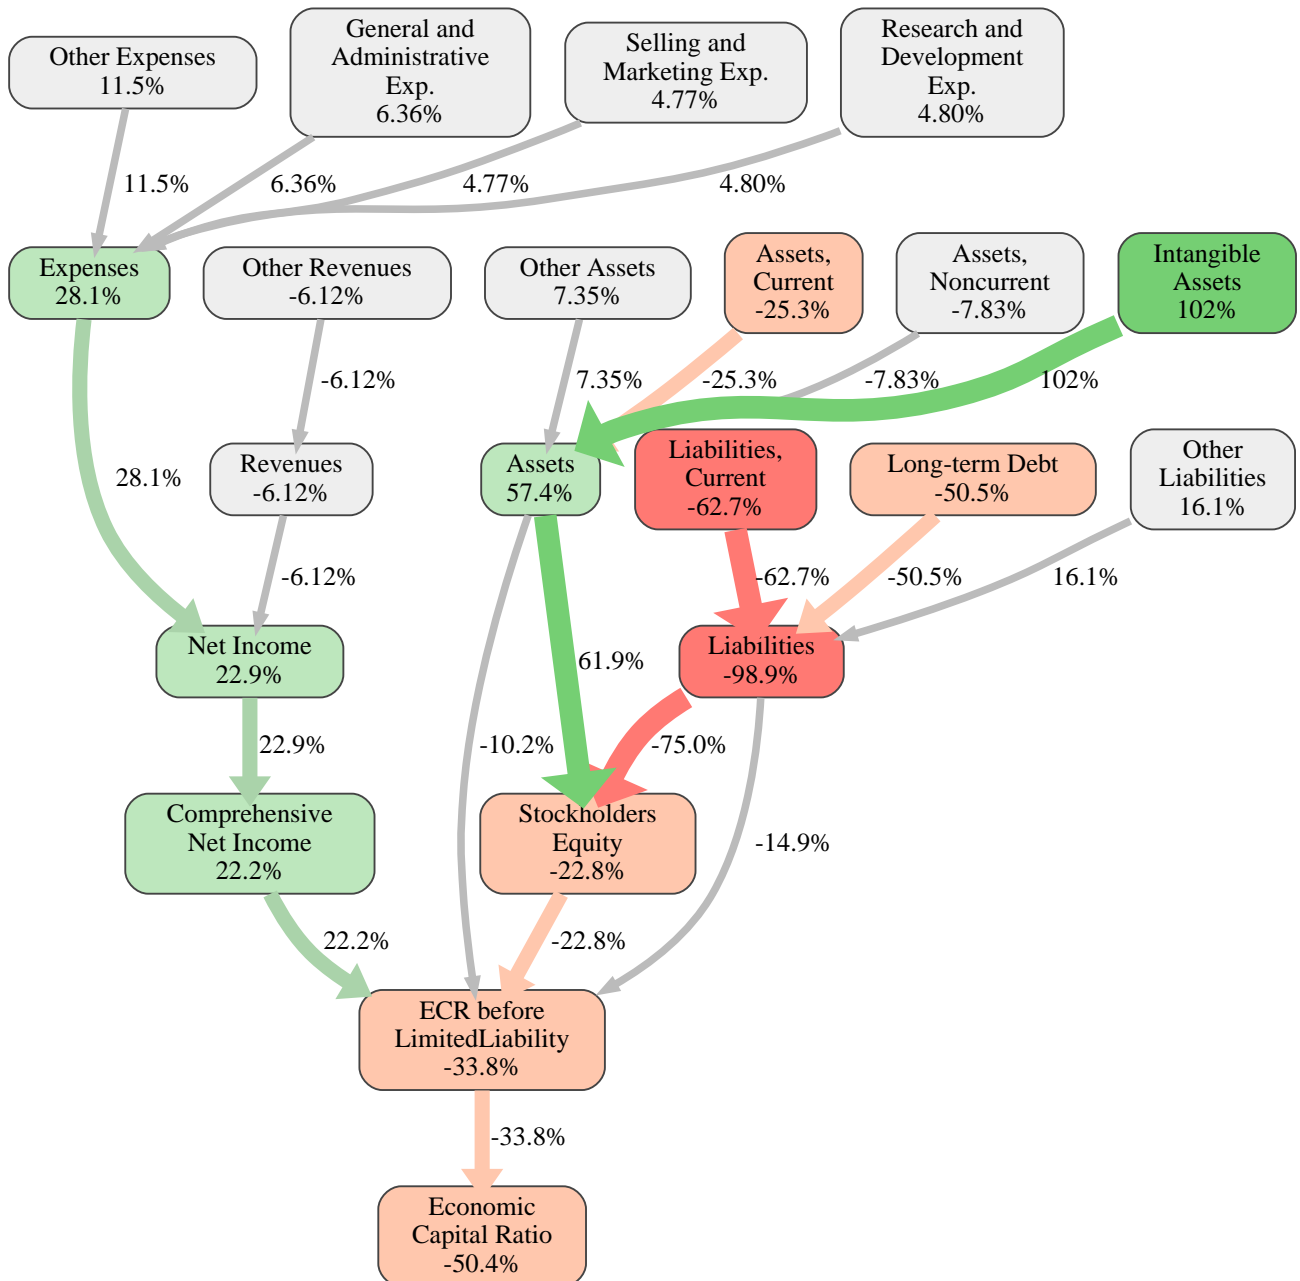 Other Expenses
11.5%
General and
Administrative
Exp.
6.36%
Selling and
Marketing Exp.
4.77%
Research and
Development
Exp.
4.80%
11.5%
6.36%
4.77%
4.80%
Expenses
28.1%
Other Revenues
-6.12%
Other Assets
7.35%
Assets,
Current
-25.3%
Assets,
Noncurrent
-7.83%
Intangible
Assets
102%
-6.12%
7.35%
-25.3%
-7.83%
102%
28.1%
Revenues
-6.12%
Assets
57.4%
Liabilities,
Current
-62.7%
Long-term Debt
-50.5%
Other
Liabilities
16.1%
-6.12%
-62.7%
-50.5%
16.1%
Net Income
22.9%
61.9%
Liabilities
-98.9%
22.9%
-10.2%
-75.0%
Comprehensive
Net Income
22.2%
Stockholders
Equity
-22.8%
-14.9%
22.2%
-22.8%
ECR before
LimitedLiability
-33.8%
-33.8%
Economic
Capital Ratio
-50.4%